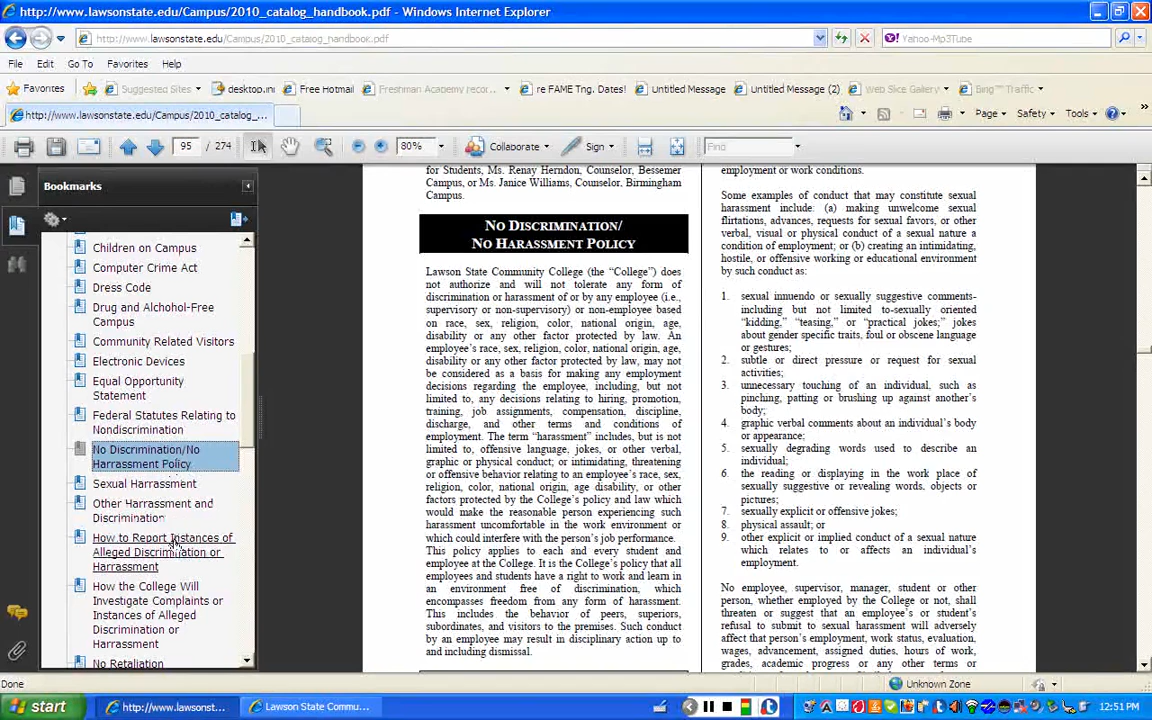 http://www.lawsonstate.edu/Campus/2010_catalog_handbook.pdf - Windows Internet Explorer
http://www.lawsonstate.edu/Campus/2010_catalog_handbook.pdf
Yahoo-Mp3Tube
File Edit Go To Favorites Help
Favorites Suggested Sites desktop.ini Free Hotmail Freshman Academy recor... re FAME Tng. Dates! Untitled Message Untitled Message (2) Web Slice Gallery Bing™ Traffic
http://www.lawsonstate.edu/Campus/2010_catalog_...
Page Safety Tools
95 / 274 80% Collaborate Sign Find
Bookmarks
Children on Campus
Computer Crime Act
Dress Code
Drug and Alchohol-Free
Campus
Community Related Visitors
Electronic Devices
Equal Opportunity
Statement
Federal Statutes Relating to
Nondiscrimination
No Discrimination/No
Harrassment Policy
Sexual Harrassment
Other Harrassment and
Discrimination
How to Report Instances of
Alleged Discrimination or
Harrassment
How the College Will
Investigate Complaints or
Instances of Alleged
Discrimination or
Harrassment
No Retaliation
for Students, Ms. Renay Herndon, Counselor, Bessemer
Campus, or Ms. Janice Williams, Counselor, Birmingham
Campus.
NO DISCRIMINATION/
NO HARASSMENT POLICY
Lawson State Community College (the “College”) does
not authorize and will not tolerate any form of
discrimination or harassment of or by any employee (i.e.,
supervisory or non-supervisory) or non-employee based
on race, sex, religion, color, national origin, age,
disability or any other factor protected by law. An
employee’s race, sex, religion, color, national origin, age,
disability or any other factor protected by law, may not
be considered as a basis for making any employment
decisions regarding the employee, including, but not
limited to, any decisions relating to hiring, promotion,
training, job assignments, compensation, discipline,
discharge, and other terms and conditions of
employment. The term “harassment” includes, but is not
limited to, offensive language, jokes, or other verbal,
graphic or physical conduct; or intimidating, threatening
or offensive behavior relating to an employee’s race, sex,
religion, color, national origin, age disability, or other
factors protected by the College’s policy and law which
would make the reasonable person experiencing such
harassment uncomfortable in the work environment or
which could interfere with the person’s job performance.
This policy applies to each and every student and
employee at the College. It is the College’s policy that all
employees and students have a right to work and learn in
an environment free of discrimination, which
encompasses freedom from any form of harassment.
This includes the behavior of peers, superiors,
subordinates, and visitors to the premises. Such conduct
by an employee may result in disciplinary action up to
and including dismissal.
employment or work conditions.
Some examples of conduct that may constitute sexual
harassment include: (a) making unwelcome sexual
flirtations, advances, requests for sexual favors, or other
verbal, visual or physical conduct of a sexual nature a
condition of employment; or (b) creating an intimidating,
hostile, or offensive working or educational environment
by such conduct as:
1. sexual innuendo or sexually suggestive comments-
including but not limited to-sexually oriented
“kidding,” “teasing,” or “practical jokes;” jokes
about gender specific traits, foul or obscene language
or gestures;
2. subtle or direct pressure or request for sexual
activities;
3. unnecessary touching of an individual, such as
pinching, patting or brushing up against another’s
body;
4. graphic verbal comments about an individual’s body
or appearance;
5. sexually degrading words used to describe an
individual;
6. the reading or displaying in the work place of
sexually suggestive or revealing words, objects or
pictures;
7. sexually explicit or offensive jokes;
8. physical assault; or
9. other explicit or implied conduct of a sexual nature
which relates to or affects an individual’s
employment.
No employee, supervisor, manager, student or other
person, whether employed by the College or not, shall
threaten or suggest that an employee’s or student’s
refusal to submit to sexual harassment will adversely
affect that person’s employment, work status, evaluation,
wages, advancement, assigned duties, hours of work,
grades, academic progress or any other terms or
Done Unknown Zone
start http://www.lawsonst... Lawson State Commu... 12:51 PM